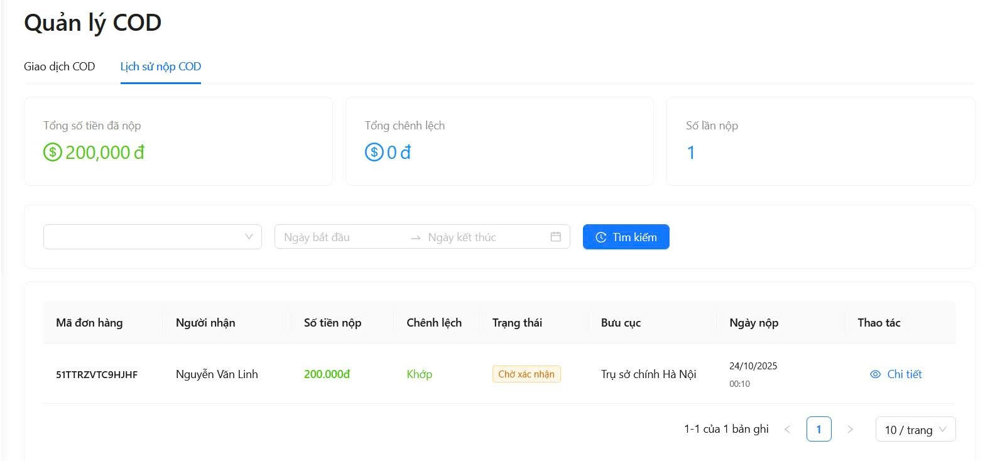 Quản lý COD
Giao dịch COD Lịch sử nộp COD
Tổng số tiền đã nộp Tổng chênh lệch Số lần nộp
$ 200,000 đ $ 0 đ 1
Ngày bắt đầu → Ngày kết thúc Tìm kiếm
Mã đơn hàng Người nhận Số tiền nộp Chênh lệch Trạng thái Bưu cục Ngày nộp Thao tác
51TTRZVTC9HJHF Nguyễn Văn Linh 200.000đ Khớp Chờ xác nhận Trụ sở chính Hà Nội 24/10/2025 Chi tiết
00:10
1-1 của 1 bản ghi < 1 > 10 / trang